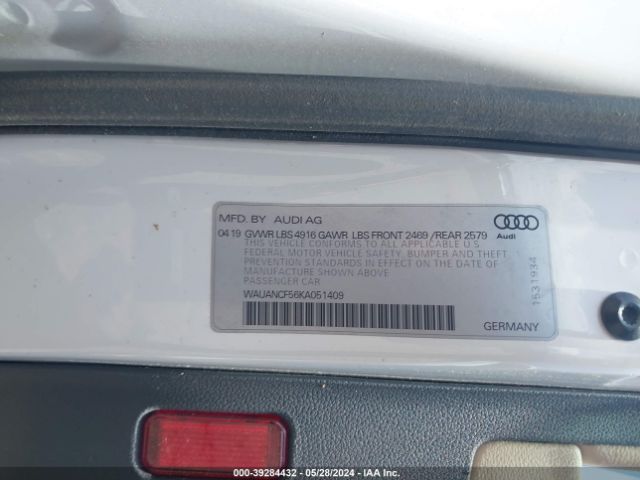 MFD. BY AUDI AG
04 19 GVWR LBS 4916 GAWR LBS FRONT 2469 /REAR 2579
THIS VEHICLE CONFORMS TO ALL APPLICABLE U S
FEDERAL MOTOR VEHICLE SAFETY, BUMPER AND THEFT
PREVENTION STANDARDS IN EFFECT ON THE DATE OF
MANUFACTURE SHOWN ABOVE
PASSENGER CAR
WAUANCF56KA051409
GERMANY
Audi
1531934
000-39284432 - 05/28/2024 - IAA Inc.